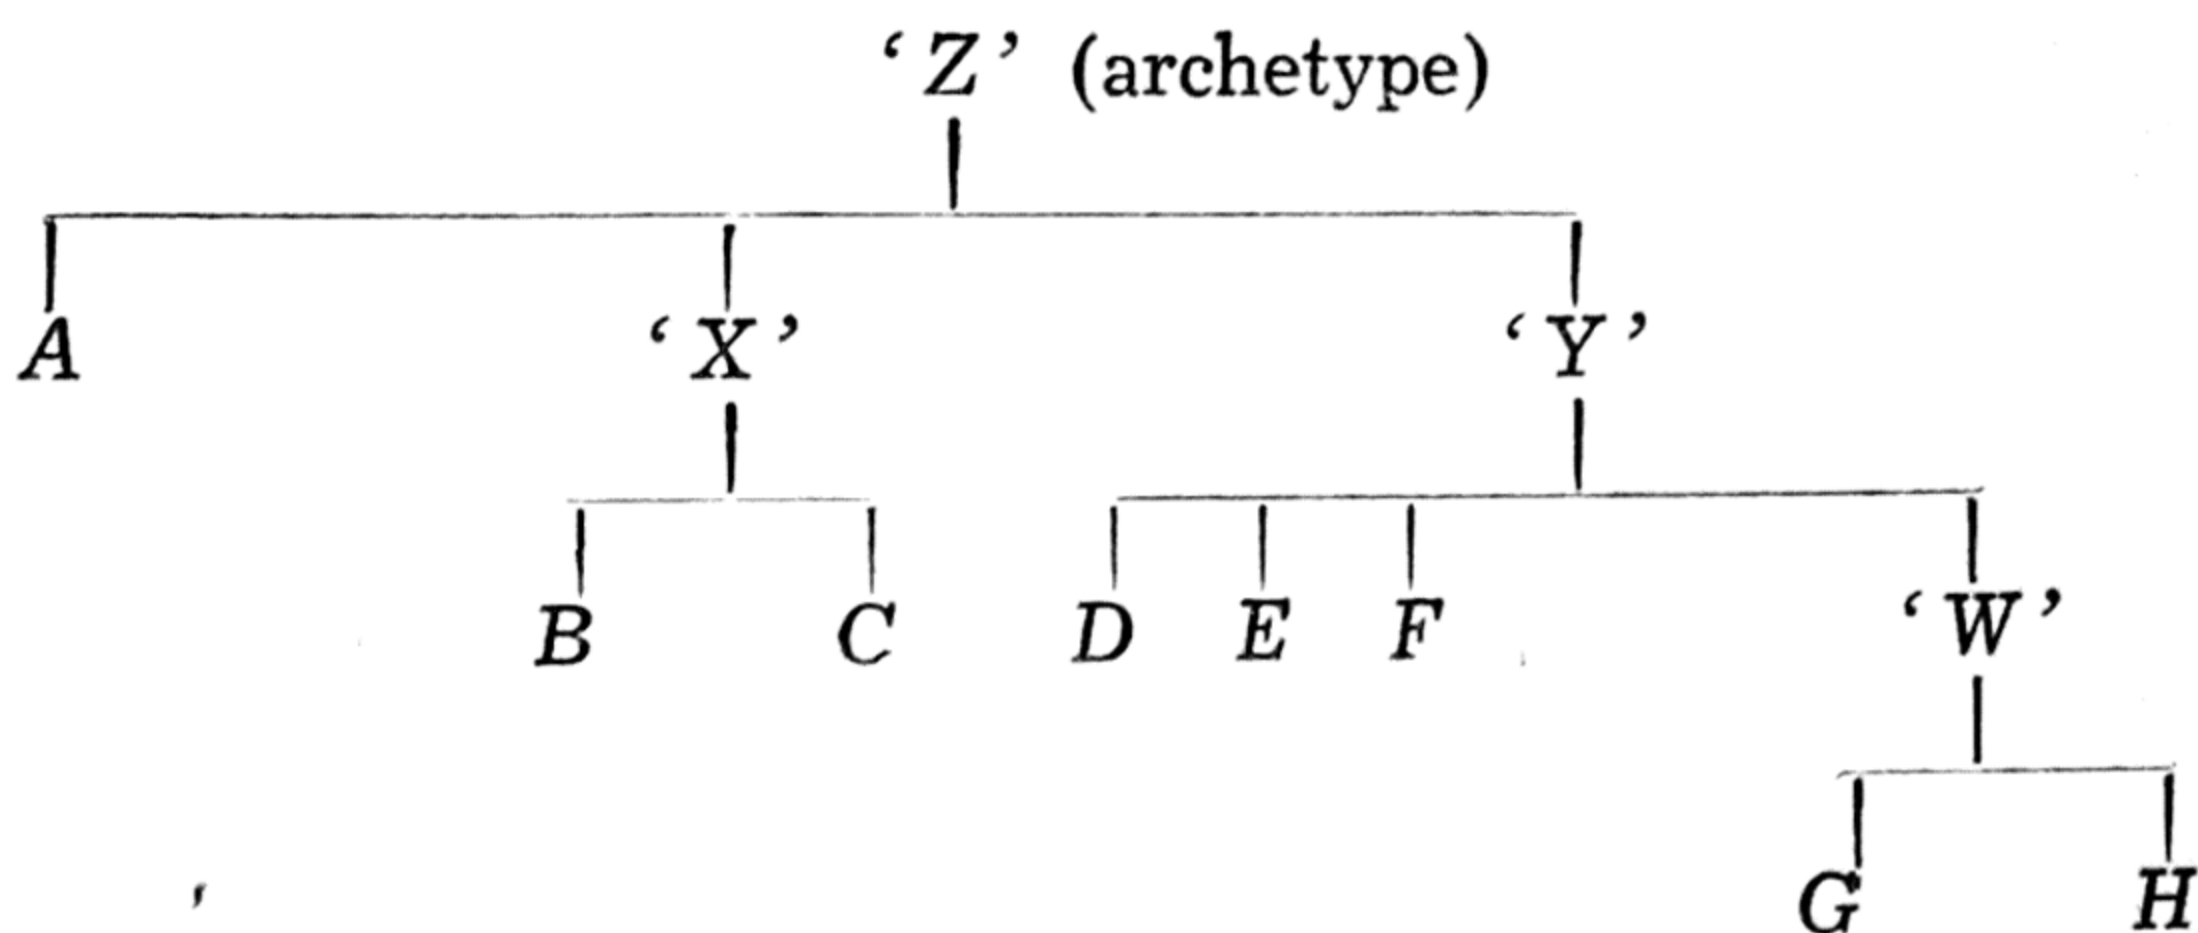 ‘Z’ (archetype)
A ‘X’ ‘Y’
B C D E F ‘W’
G H